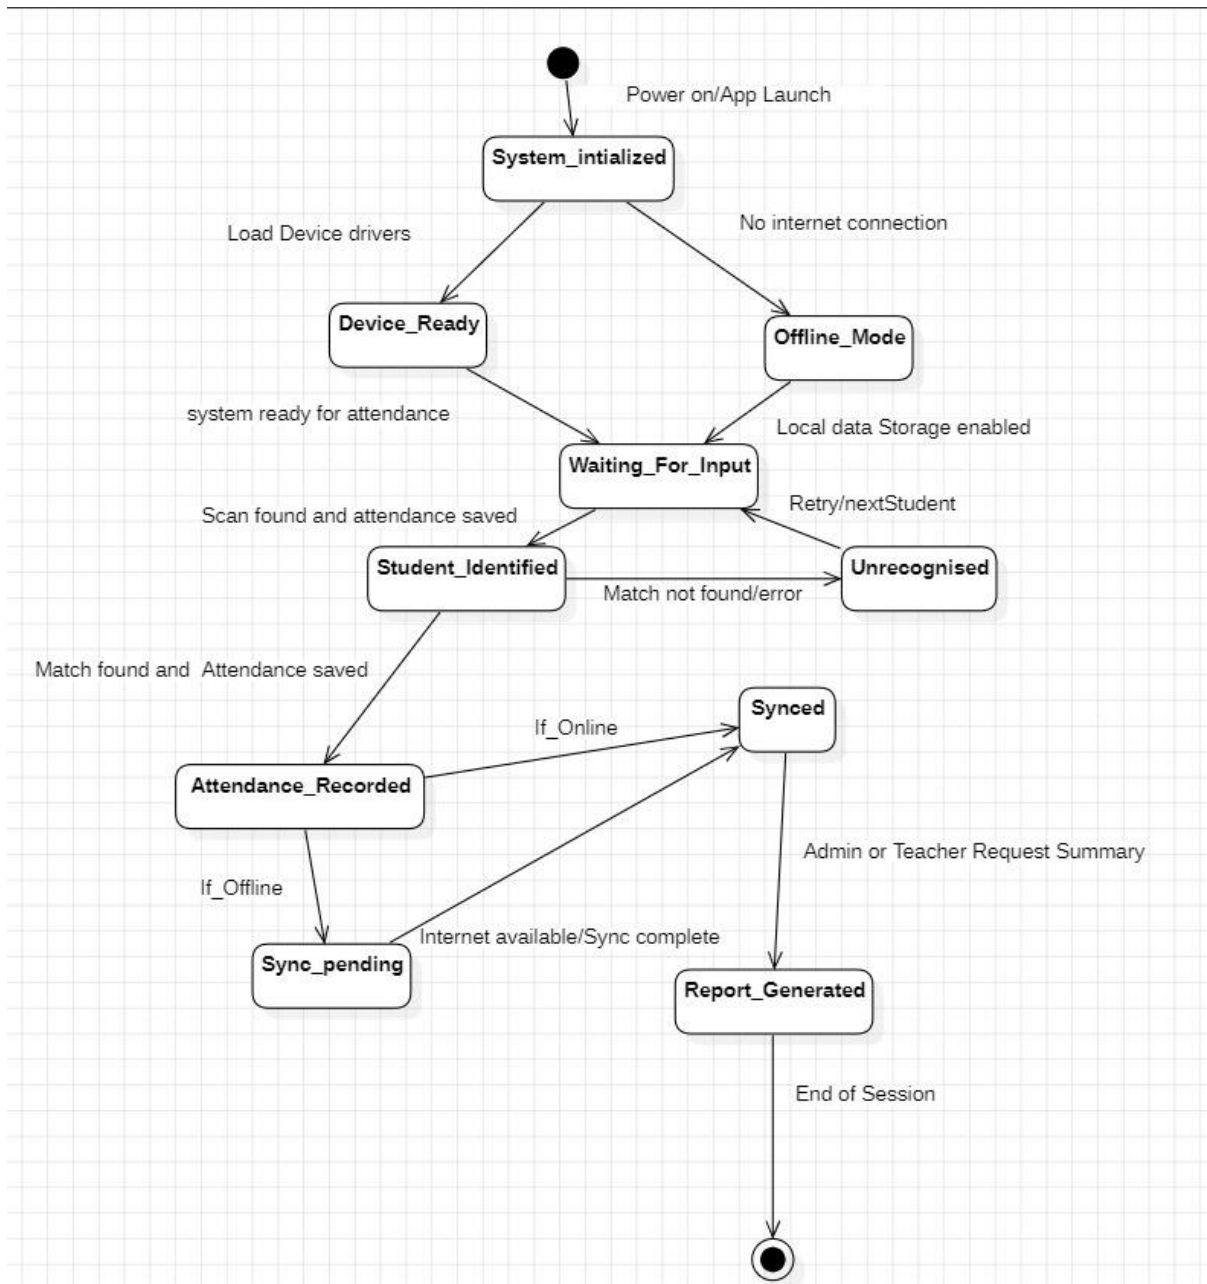 Power on/App Launch
System_intialized
Load Device drivers
No internet connection
Device_Ready
Offline_Mode
system ready for attendance
Local data Storage enabled
Waiting_For_Input
Scan found and attendance saved
Retry/nextStudent
Student_Identified
Unrecognised
Match not found/error
Match found and  Attendance saved
Synced
If_Online
Attendance_Recorded
Admin or Teacher Request Summary
If_Offline
Internet available/Sync complete
Sync_pending
Report_Generated
End of Session